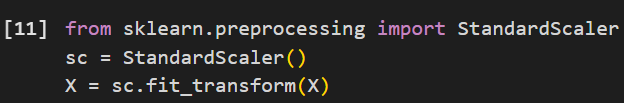 [11] from sklearn.preprocessing import StandardScaler
sc = StandardScaler()
X = sc.fit_transform(X)